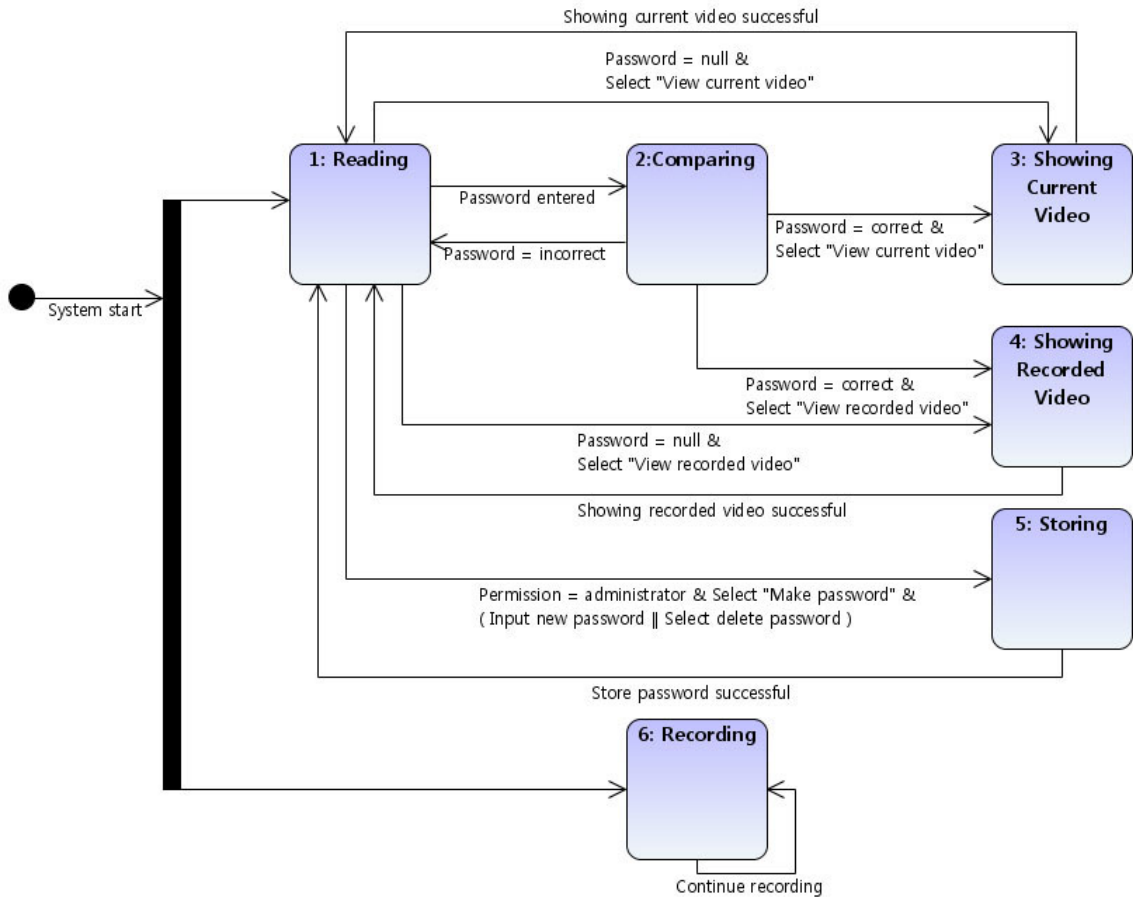 Showing current video successful
Password = null &
Select "View current video"
1: Reading
2:Comparing
3: Showing
Current
Video
Password entered
Password = correct &
Select "View current video"
Password = incorrect
System start
4: Showing
Recorded
Video
Password = correct &
Select "View recorded video"
Password = null &
Select "View recorded video"
Showing recorded video successful
5: Storing
Permission = administrator & Select "Make password" &
( Input new password || Select delete password )
Store password successful
6: Recording
Continue recording